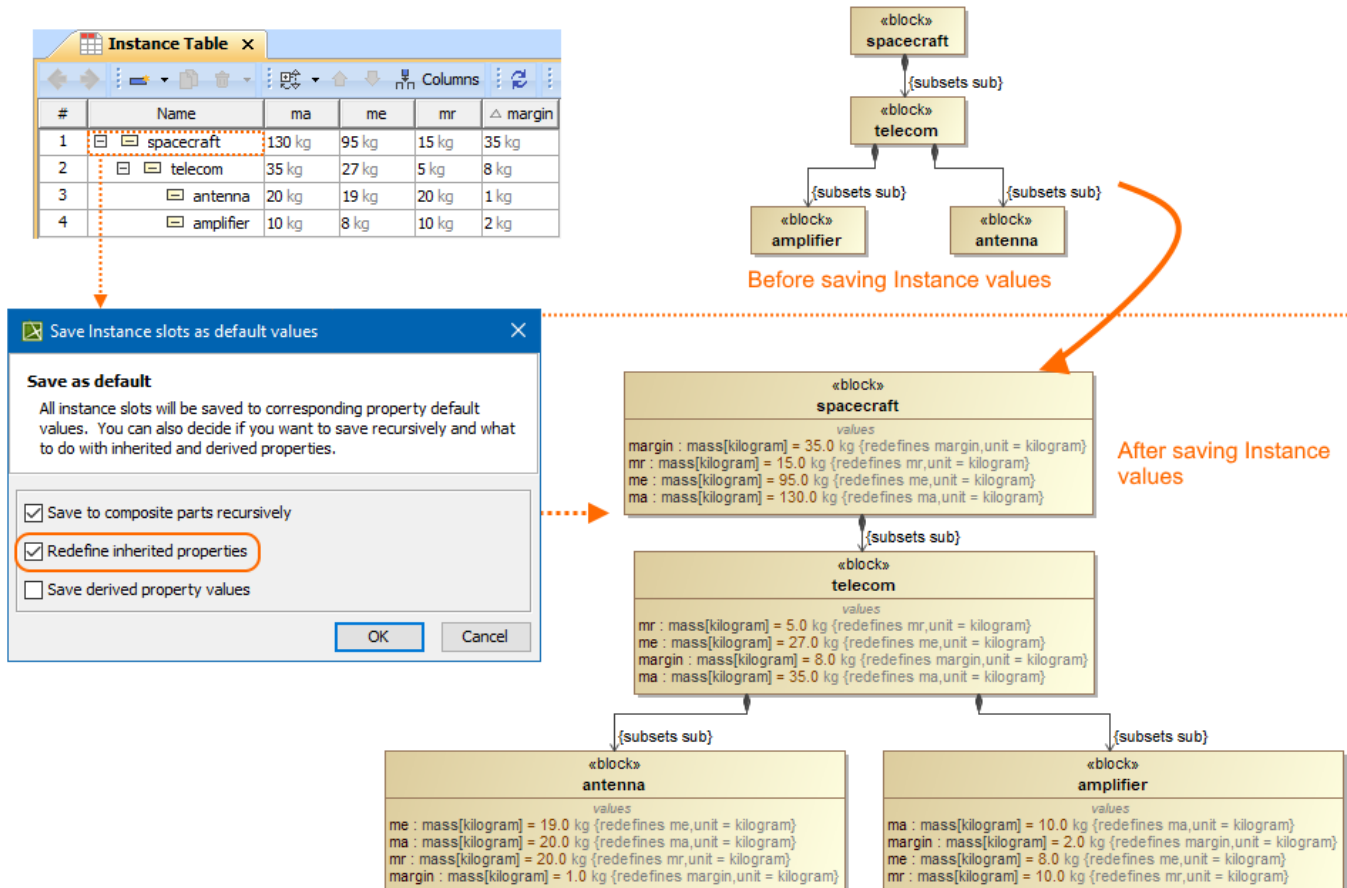 Instance Table X
Columns
# Name ma me mr margin
1 spacecraft 130 kg 95 kg 15 kg 35 kg
2 telecom 35 kg 27 kg 5 kg 8 kg
3 antenna 20 kg 19 kg 20 kg 1 kg
4 amplifier 10 kg 8 kg 10 kg 2 kg
«block»
spacecraft
{subsets sub}
«block»
telecom
{subsets sub} {subsets sub}
«block» «block»
amplifier antenna
Before saving Instance values
Save Instance slots as default values
Save as default
All instance slots will be saved to corresponding property default
values. You can also decide if you want to save recursively and what
to do with inherited and derived properties.
Save to composite parts recursively
Redefine inherited properties
Save derived property values
OK Cancel
«block»
spacecraft
values
margin : mass[kilogram] = 35.0 kg {redefines margin,unit = kilogram}
mr : mass[kilogram] = 15.0 kg {redefines mr,unit = kilogram}
me : mass[kilogram] = 95.0 kg {redefines me,unit = kilogram}
ma : mass[kilogram] = 130.0 kg {redefines ma,unit = kilogram}
After saving Instance
values
{subsets sub}
«block»
telecom
values
mr : mass[kilogram] = 5.0 kg {redefines mr,unit = kilogram}
me : mass[kilogram] = 27.0 kg {redefines me,unit = kilogram}
margin : mass[kilogram] = 8.0 kg {redefines margin,unit = kilogram}
ma : mass[kilogram] = 35.0 kg {redefines ma,unit = kilogram}
{subsets sub} {subsets sub}
«block»
antenna
values
me : mass[kilogram] = 19.0 kg {redefines me,unit = kilogram}
ma : mass[kilogram] = 20.0 kg {redefines ma,unit = kilogram}
mr : mass[kilogram] = 20.0 kg {redefines mr,unit = kilogram}
margin : mass[kilogram] = 1.0 kg {redefines margin,unit = kilogram}
«block»
amplifier
values
ma : mass[kilogram] = 10.0 kg {redefines ma,unit = kilogram}
margin : mass[kilogram] = 2.0 kg {redefines margin,unit = kilogram}
me : mass[kilogram] = 8.0 kg {redefines me,unit = kilogram}
mr : mass[kilogram] = 10.0 kg {redefines mr,unit = kilogram}